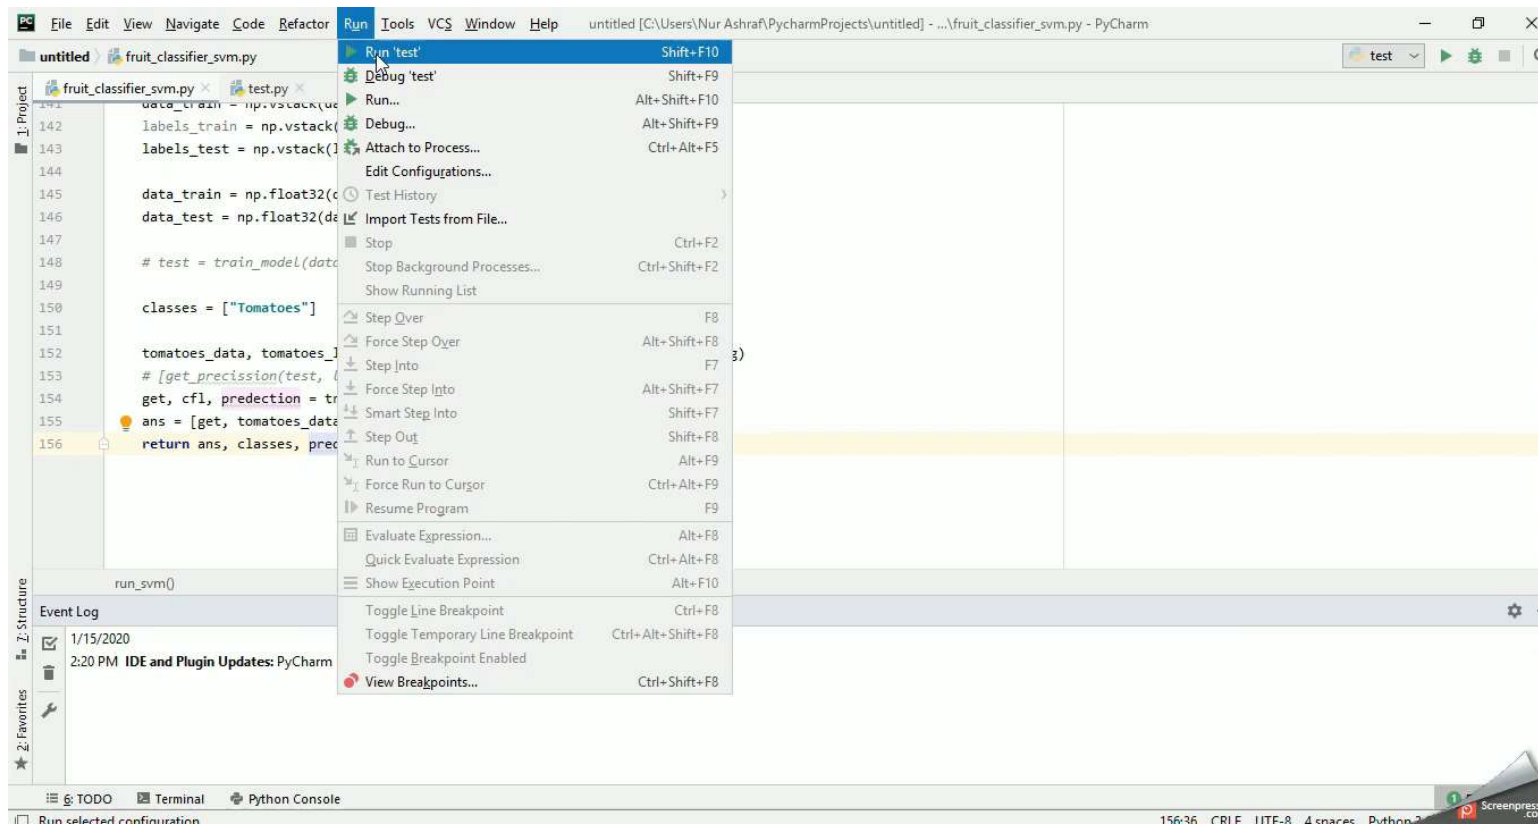 PC File Edit View Navigate Code Refactor Run Tools VCS Window Help untitled [C:\Users\Nur Ashraf\PycharmProjects\untitled] - ...\fruit_classifier_svm.py - PyCharm
untitled fruit_classifier_svm.py test
fruit_classifier_svm.py test.py
Run 'test' Shift+F10
Debug 'test' Shift+F9
Run... Alt+Shift+F10
Debug... Alt+Shift+F9
Attach to Process... Ctrl+Alt+F5
Edit Configurations...
Test History
Import Tests from File...
Stop Ctrl+F2
Stop Background Processes... Ctrl+Shift+F2
Show Running List
Step Over F8
Force Step Over Alt+Shift+F8
Step Into F7
Force Step Into Alt+Shift+F7
Smart Step Into Shift+F7
Step Out Shift+F8
Run to Cursor Alt+F9
Force Run to Cursor Ctrl+Alt+F9
Resume Program F9
Evaluate Expression... Alt+F8
Quick Evaluate Expression Ctrl+Alt+F8
Show Execution Point Alt+F10
Toggle Line Breakpoint Ctrl+F8
Toggle Temporary Line Breakpoint Ctrl+Alt+Shift+F8
Toggle Breakpoint Enabled
View Breakpoints... Ctrl+Shift+F8
1: Project
141 data_train = np.vstack(
142 labels_train = np.vstack(
143 labels_test = np.vstack(
144
145 data_train = np.float32(
146 data_test = np.float32(
147
148 # test = train_model(
149
150 classes = ["Tomatoes"]
151
152 tomatoes_data, )
153 # [get_precission(test,
154 get, cfl, predection =
155 ans = [get, tomatoes_data
156 return ans, classes,
run_svm()
7: Structure
2: Favorites
Event Log
1/15/2020
2:20 PM IDE and Plugin Updates: PyCharm
6: TODO Terminal Python Console 1
Run selected configuration 156:36 CRLF UTF-8 4 spaces Python
Screenpress
.co